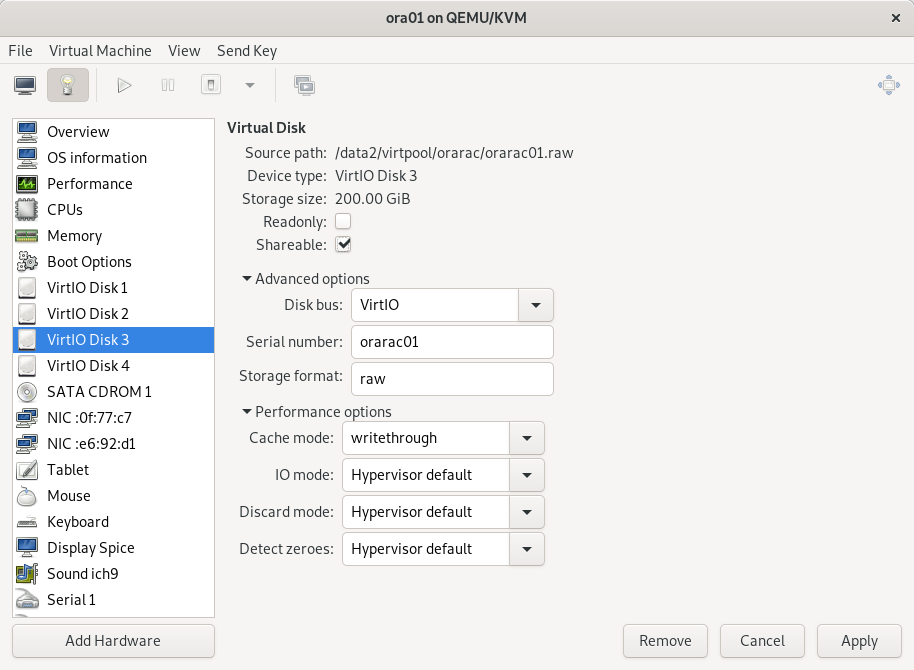 ora01 on QEMU/KVM
File Virtual Machine View Send Key
Overview
OS information
Performance
CPUs
Memory
Boot Options
VirtIO Disk 1
VirtIO Disk 2
VirtIO Disk 3
VirtIO Disk 4
SATA CDROM 1
NIC :0f:77:c7
NIC :e6:92:d1
Tablet
Mouse
Keyboard
Display Spice
Sound ich9
Serial 1
Add Hardware
Virtual Disk
Source path: /data2/virtpool/orarac/orarac01.raw
Device type: VirtIO Disk 3
Storage size: 200.00 GiB
Readonly:
Shareable:
Advanced options
Disk bus: VirtIO
Serial number: orarac01
Storage format: raw
Performance options
Cache mode: writethrough
IO mode: Hypervisor default
Discard mode: Hypervisor default
Detect zeroes: Hypervisor default
Remove Cancel Apply